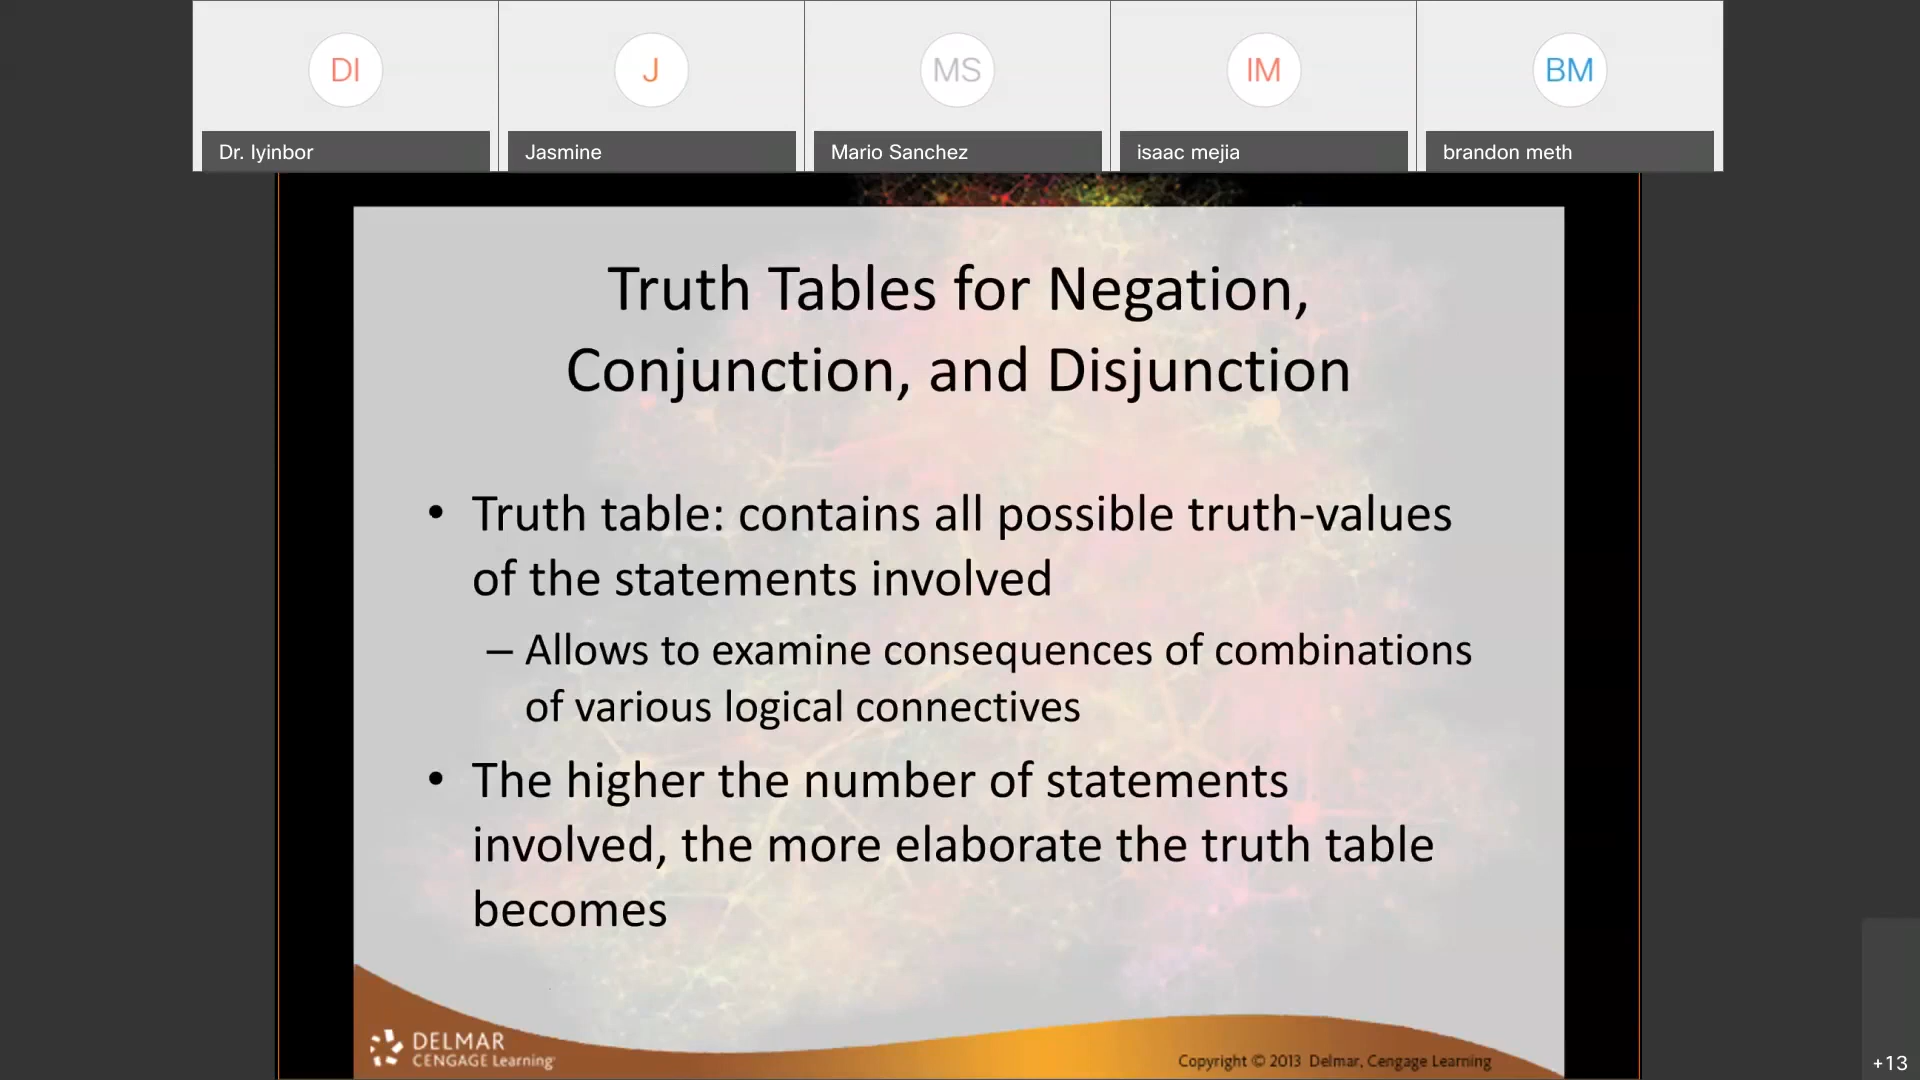 DI
J
MS
IM
BM
Dr. Iyinbor
Jasmine
Mario Sanchez
isaac mejia
brandon meth
Truth Tables for Negation,
Conjunction, and Disjunction
• Truth table: contains all possible truth-values
of the statements involved
– Allows to examine consequences of combinations
of various logical connectives
• The higher the number of statements
involved, the more elaborate the truth table
becomes
DELMAR
CENGAGE Learning
Copyright © 2013 Delmar, Cengage Learning
+13